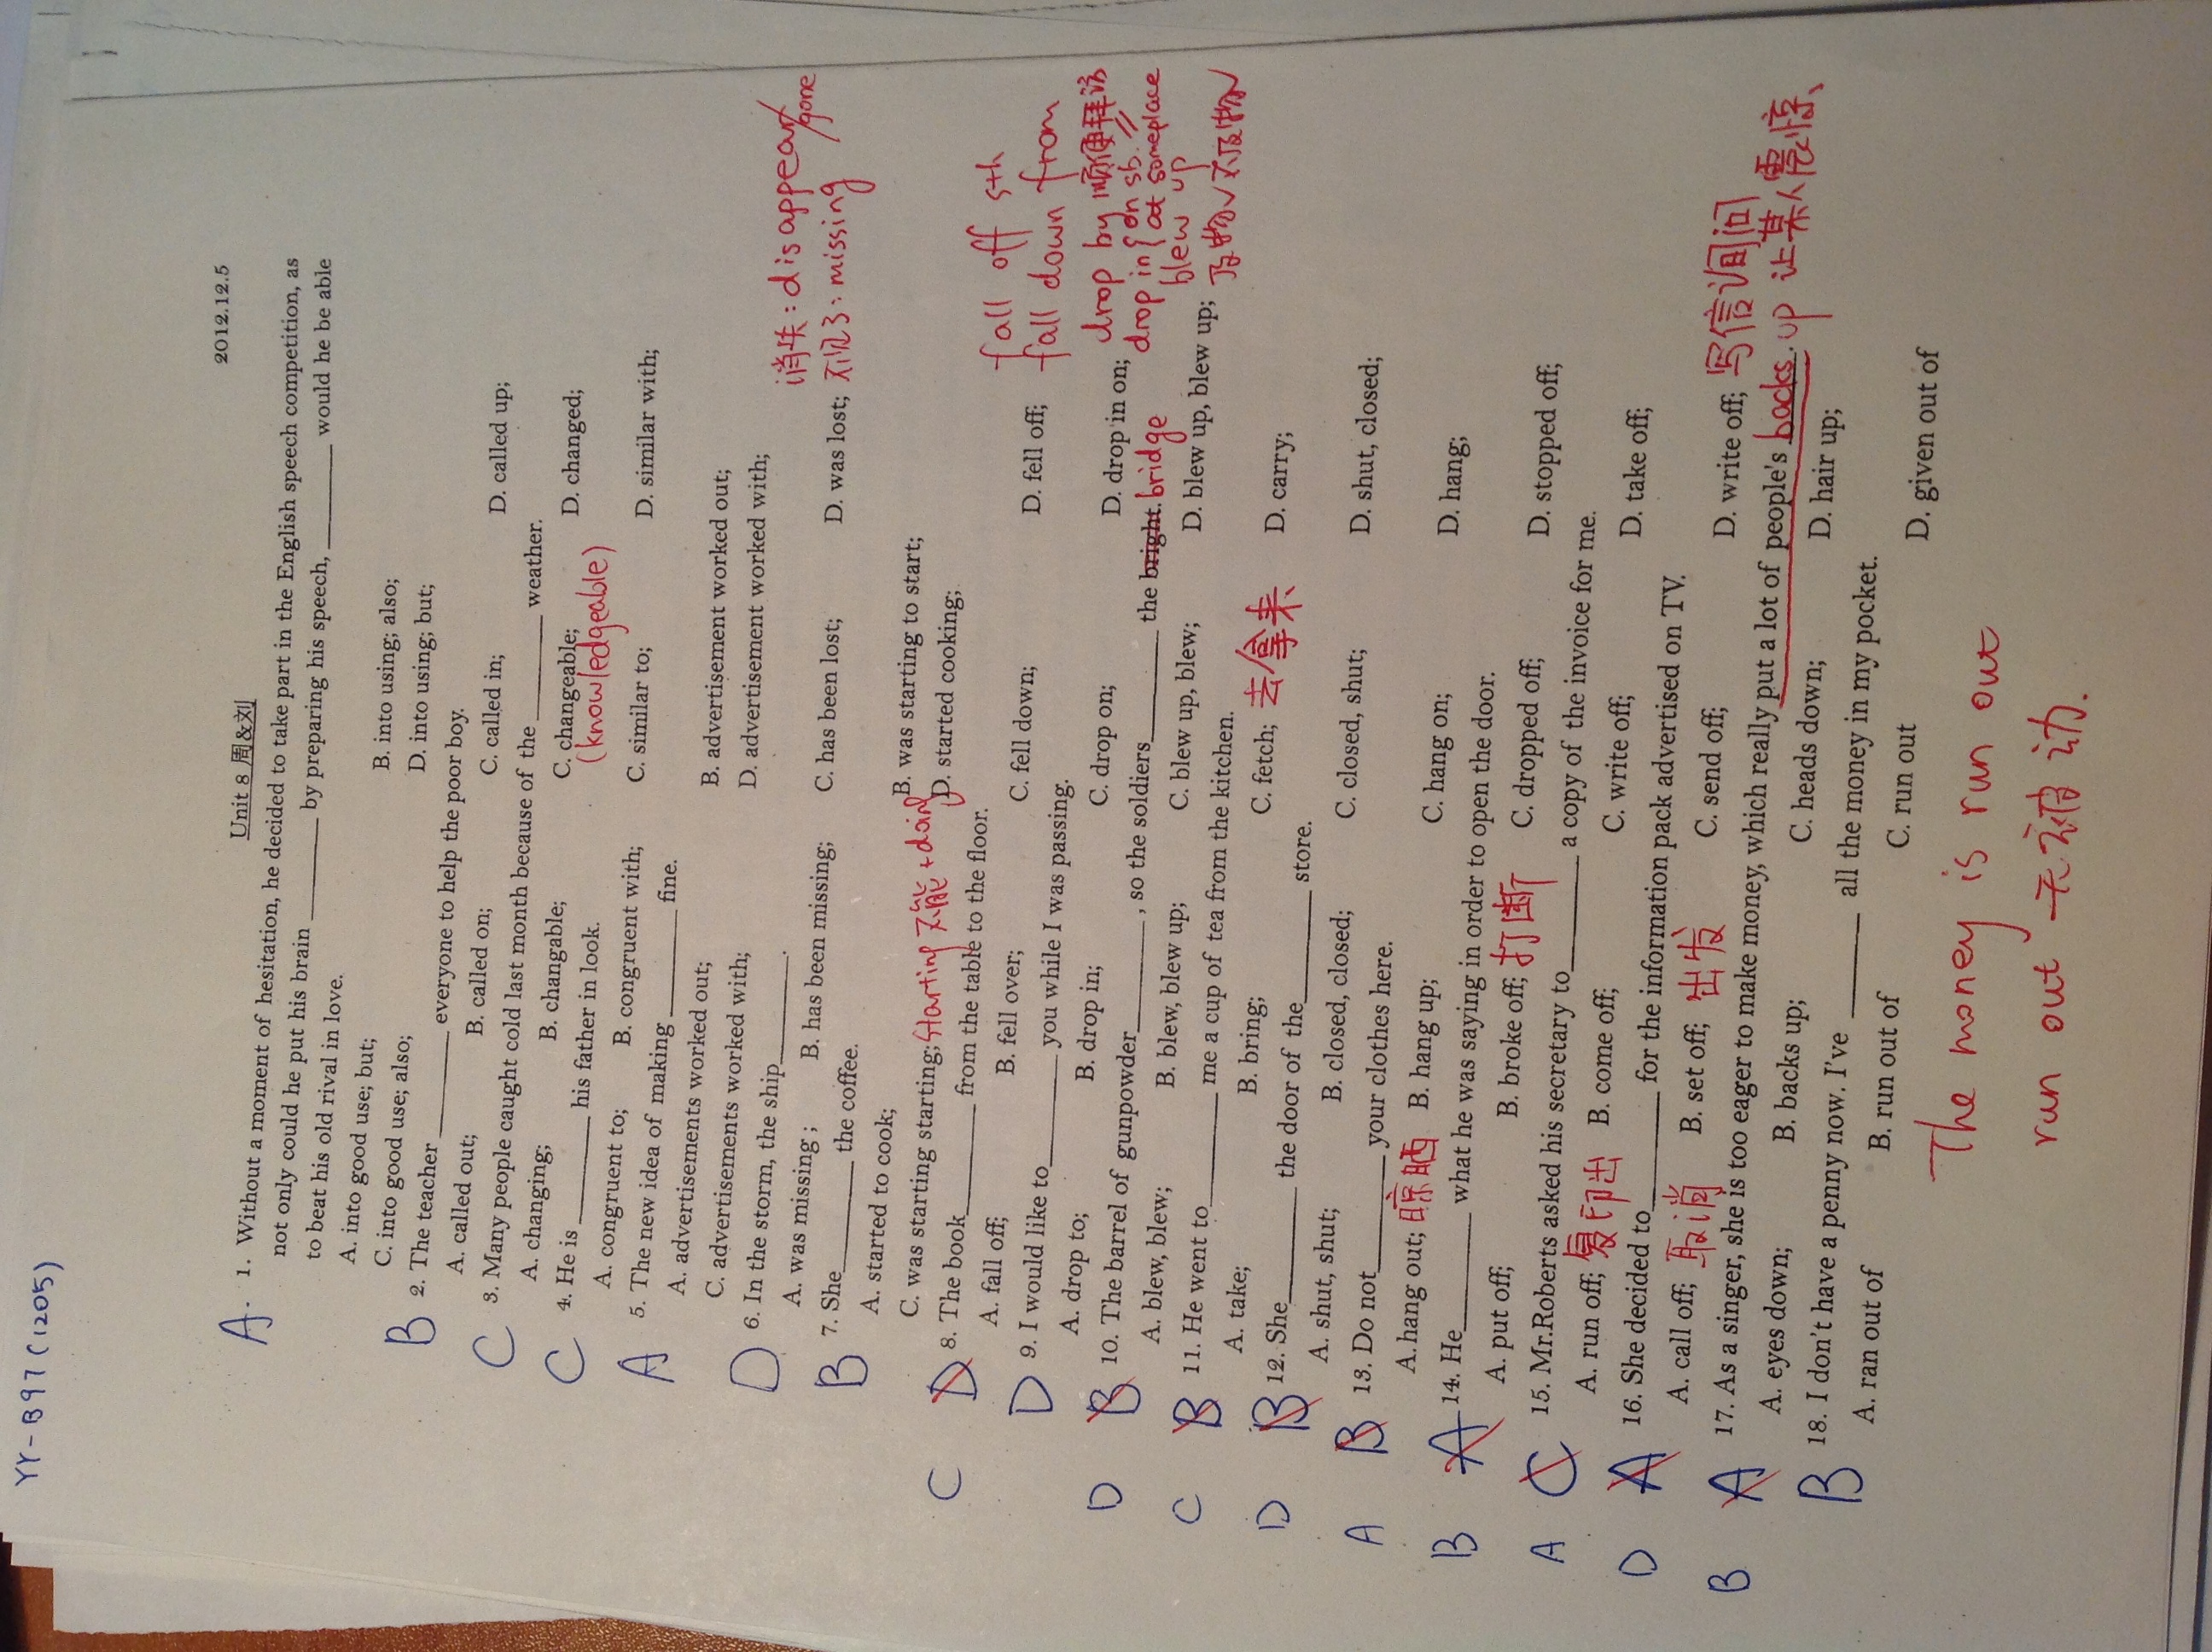 YY-B97(1205)
2012.12.5
Unit 8 周&刘
A. 1. Without a moment of hesitation, he decided to take part in the English speech competition, as
not only could he put his brain ________ by preparing his speech, ________ would he be able
to beat his old rival in love.
A. into good use; but; B. into using; also;
C. into good use; also; D. into using; but;
B 2. The teacher ________ everyone to help the poor boy.
A. called out; B. called on; C. called in; D. called up;
C 3. Many people caught cold last month because of the ________ weather.
A. changing; B. changable; C. changeable; D. changed;
(knowledgeable)
C 4. He is ________ his father in look.
A. congruent to; B. congruent with; C. similar to; D. similar with;
A 5. The new idea of making ________ fine.
A. advertisements worked out; B. advertisement worked out;
C. advertisements worked with; D. advertisement worked with;
D 6. In the storm, the ship________.
消失: disappear/gone
A. was missing ; B. has been missing; C. has been lost; D. was lost; 不见了: missing
B 7. She________ the coffee.
A. started to cook; B. was starting to start;
C. was starting starting; starting 不能+doing D. started cooking;
C D 8. The book________ from the table to the floor.
A. fall off; B. fell over; C. fell down; D. fell off; fall off sth
fall down from
D 9. I would like to________ you while I was passing.
A. drop to; B. drop in; C. drop on; D. drop in on; drop by 顺便拜访
drop in { on sb. //
at someplace
D B 10. The barrel of gunpowder________, so the soldiers________ the bright. bridge
A. blew, blew; B. blew, blew up; C. blew up, blew; D. blew up, blew up; blew up
及物√不及物√
C B 11. He went to________ me a cup of tea from the kitchen.
A. take; B. bring; C. fetch; 去拿来 D. carry;
D B 12. She________ the door of the________ store.
A. shut, shut; B. closed, closed; C. closed, shut; D. shut, closed;
A B 13. Do not________ your clothes here.
A. hang out; 晾晒 B. hang up; C. hang on; D. hang;
B A 14. He________ what he was saying in order to open the door.
A. put off; B. broke off; 打断 C. dropped off; D. stopped off;
A C 15. Mr.Roberts asked his secretary to________ a copy of the invoice for me.
A. run off; 复印出 B. come off; C. write off; D. take off;
D A 16. She decided to________ for the information pack advertised on TV.
A. call off; 取消 B. set off; 出发 C. send off; D. write off; 写信询问
B A 17. As a singer, she is too eager to make money, which really put a lot of people's backs. up 让某人震惊
A. eyes down; B. backs up; C. heads down; D. hair up;
B 18. I don't have a penny now. I've ________ all the money in my pocket.
A. ran out of B. run out of C. run out D. given out of
The money is run out
run out 无被动.